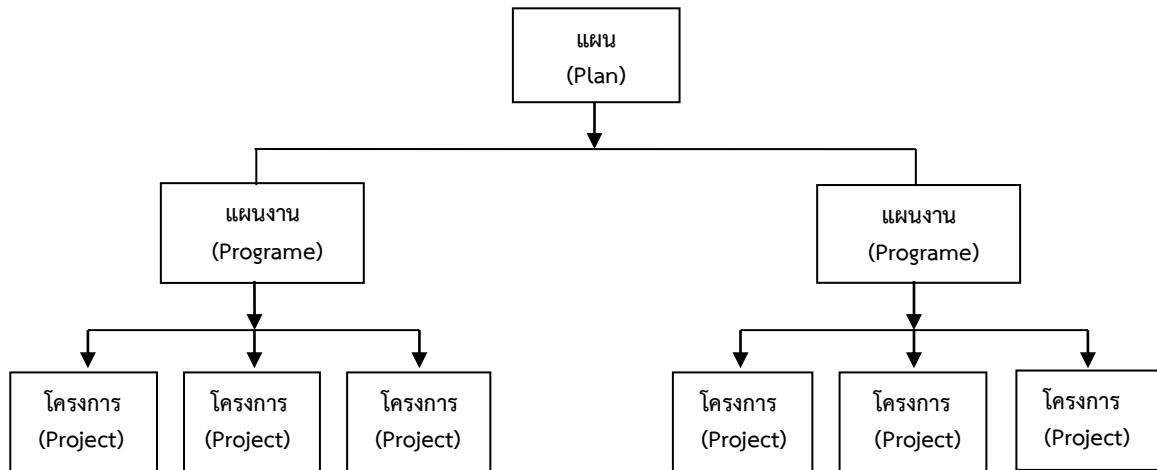 แผน
(Plan)
แผนงาน
(Programe)
แผนงาน
(Programe)
โครงการ
(Project)
โครงการ
(Project)
โครงการ
(Project)
โครงการ
(Project)
โครงการ
(Project)
โครงการ
(Project)